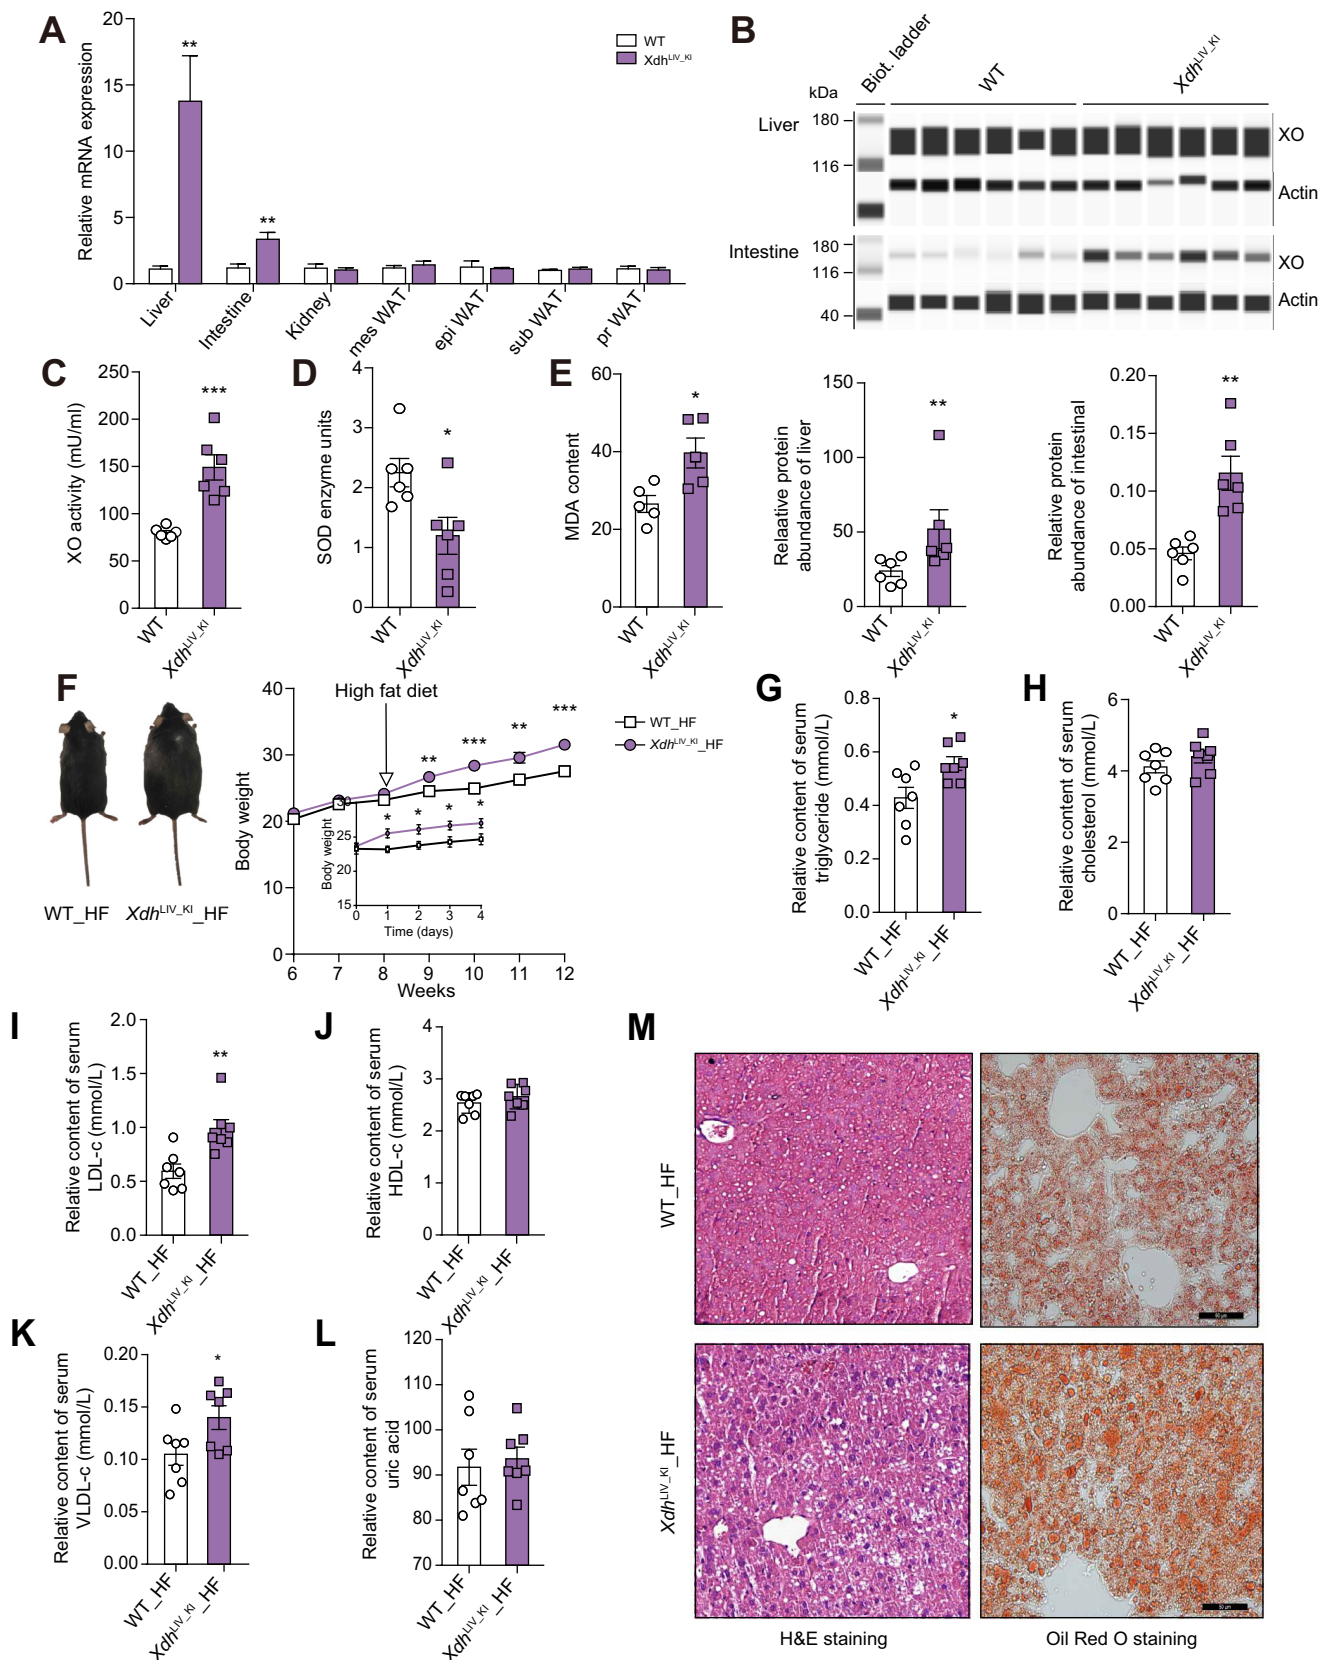 A
Relative mRNA expression
20
15
10
5
0
**
**
Liver
Intestine
Kidney
mes WAT
epi WAT
sub WAT
pr WAT
WT
Xdh^LIV_KI
B
Biot. ladder
WT
Xdh^LIV_KI
kDa
Liver
180
116
XO
Actin
Intestine
180
116
40
XO
Actin
C
XO activity (mU/ml)
250
200
150
100
50
0
***
WT
Xdh^LIV_KI
D
SOD enzyme units
4
3
2
1
0
*
WT
Xdh^LIV_KI
E
MDA content
60
40
20
0
*
WT
Xdh^LIV_KI
Relaative protein
abundance of liver
150
100
50
0
**
WT
Xdh^LIV_KI
Relative protein
abundance of intestinal
0.20
0.15
0.10
0.05
0.00
**
WT
Xdh^LIV_KI
F
WT_HF
Xdh^LIV_KI_HF
Body weight
40
30
20
10
0
High fat diet
**
***
**
***
6
7
8
9
10
11
12
Weeks
WT_HF
Xdh^LIV_KI_HF
Body weight
30
25
21
15
*
*
*
*
0
1
2
3
4
Time (days)
G
Relative content of serum
triglyceride (mmol/L)
0.8
0.6
0.4
0.2
0.0
*
WT_HF
Xdh^LIV_KI_HF
H
Relative content of serum
cholesterol (mmol/L)
6
4
2
0
WT_HF
Xdh^LIV_KI_HF
I
Relative content of serum
LDL-c (mmol/L)
2.0
1.5
1.0
0.5
0.0
**
WT_HF
Xdh^LIV_KI_HF
J
Relative content of serum
HDL-c (mmol/L)
4
3
2
1
0
WT_HF
Xdh^LIV_KI_HF
K
Relative content of serum
VLDL-c (mmol/L)
0.20
0.15
0.10
0.05
0.00
*
WT_HF
Xdh^LIV_KI_HF
L
Relative content of serum
uric acid
120
110
100
90
80
70
WT_HF
Xdh^LIV_KI_HF
M
WT_HF
Xdh^LIV_KI_HF
50 µm
H&E staining
Oil Red O staining